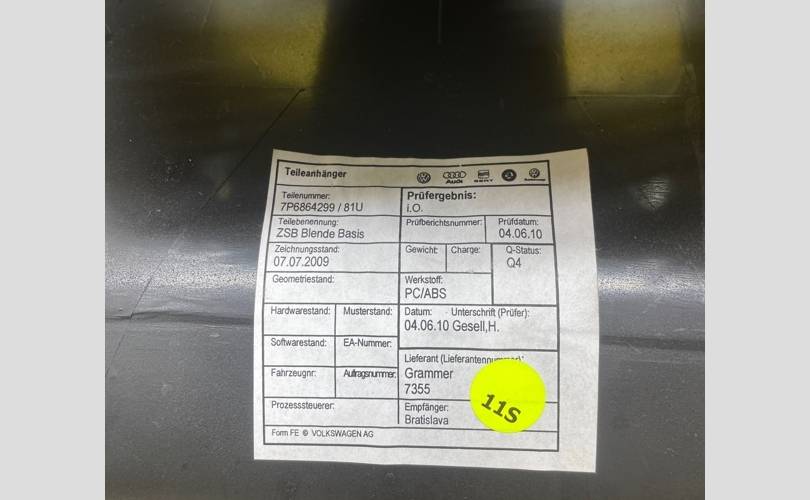 Teileanhänger
Audi
SEAT
Teilenummer:
7P6864299 / 81U
Prüfergebnis:
i.O.
Teilebenennung:
ZSB Blende Basis
Prüfberichtsnummer:
Prüfdatum:
04.06.10
Zeichnungsstand:
07.07.2009
Gewicht:
Charge:
Q-Status:
Q4
Geometriestand:
Werkstoff:
PC/ABS
Hardwarestand:
Musterstand:
Datum:
Unterschrift (Prüfer):
04.06.10 Gesell,H.
Softwarestand:
EA-Nummer:
Lieferant
Grammer
7355
Fahrzeugnr:
Auftragsnummer:
11S
Prozesssteuerer:
Empfänger:
Bratislava
Form FE © VOLKSWAGEN AG